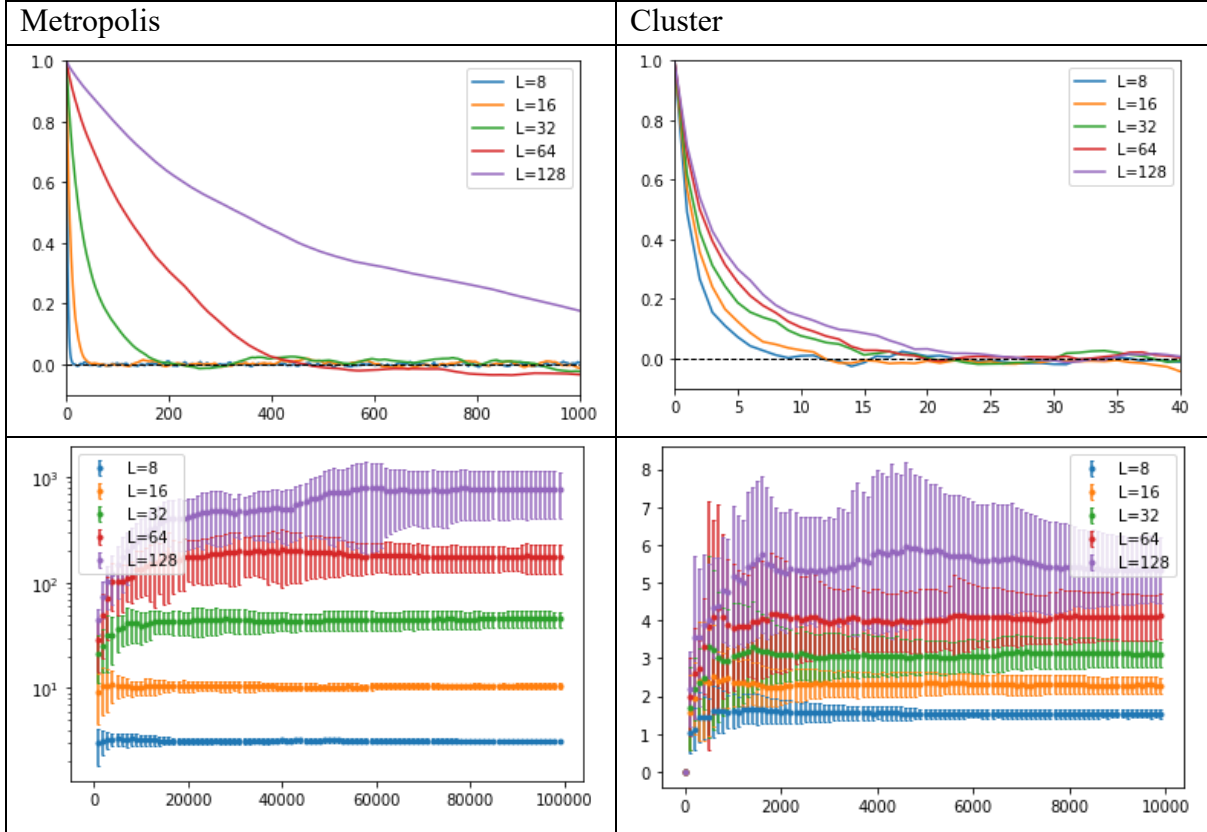 Metropolis
Cluster
1.0
0.8
0.6
0.4
0.2
0.0
0
200
400
600
800
1000
L=8
L=16
L=32
L=64
L=128
1.0
0.8
0.6
0.4
0.2
0.0
0
5
10
15
20
25
30
35
40
L=8
L=16
L=32
L=64
L=128
10³
10²
10¹
0
20000
40000
60000
80000
100000
L=8
L=16
L=32
L=64
L=128
8
7
6
5
4
3
2
1
0
0
2000
4000
6000
8000
10000
L=8
L=16
L=32
L=64
L=128